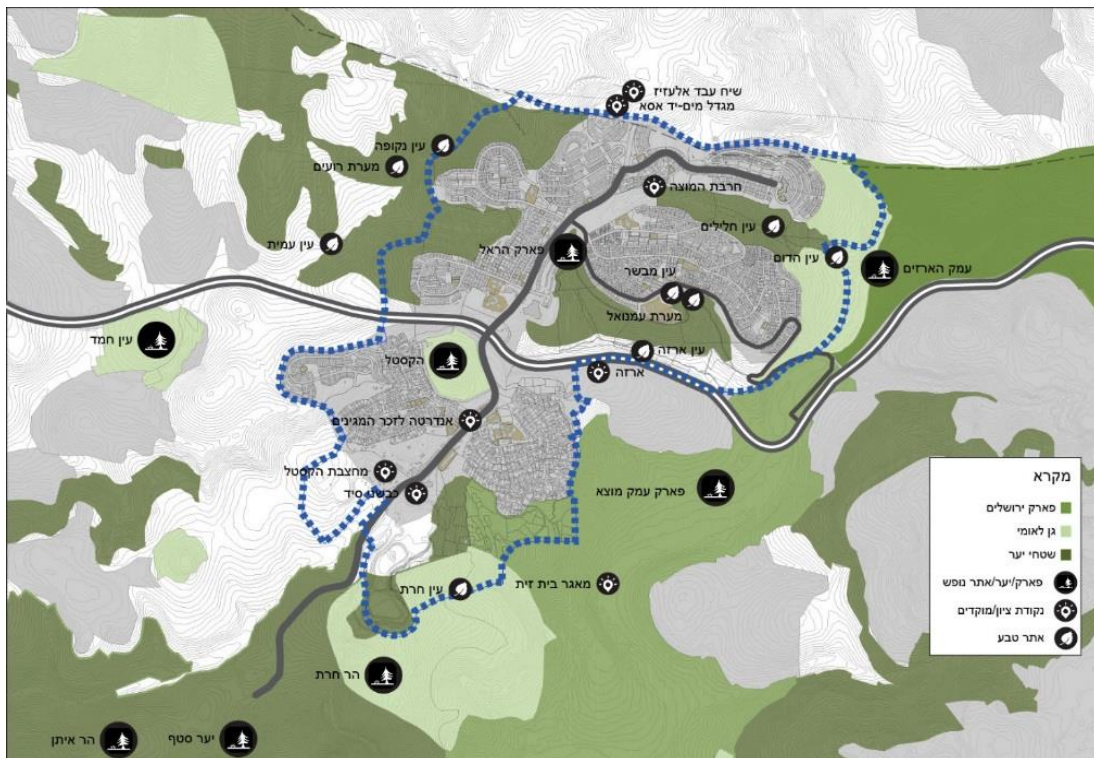 שיח עבד אלעזיז
מגדל מים-יד אסא
עין נקופה
מערת רועים
חרבת המוצה
עין חלילים
עין עמית
פארק הראל
עין הדום
עמק הארזים
עין מבשר
מערת עמנואל
עין חמד
הקסטל
עין ארזה
ארזה
אנדרטה לזכר המגינים
מחצבת הקסטל
כבשני סיד
פארק עמק מוצא
עין חרת
מאגר בית זית
הר חרת
יער סטף
הר איתן
מקרא
פארק ירושלים
גן לאומי
שטחי יער
פארק/יער/אתר נופש
נקודת ציון/מוקדים
אתר טבע